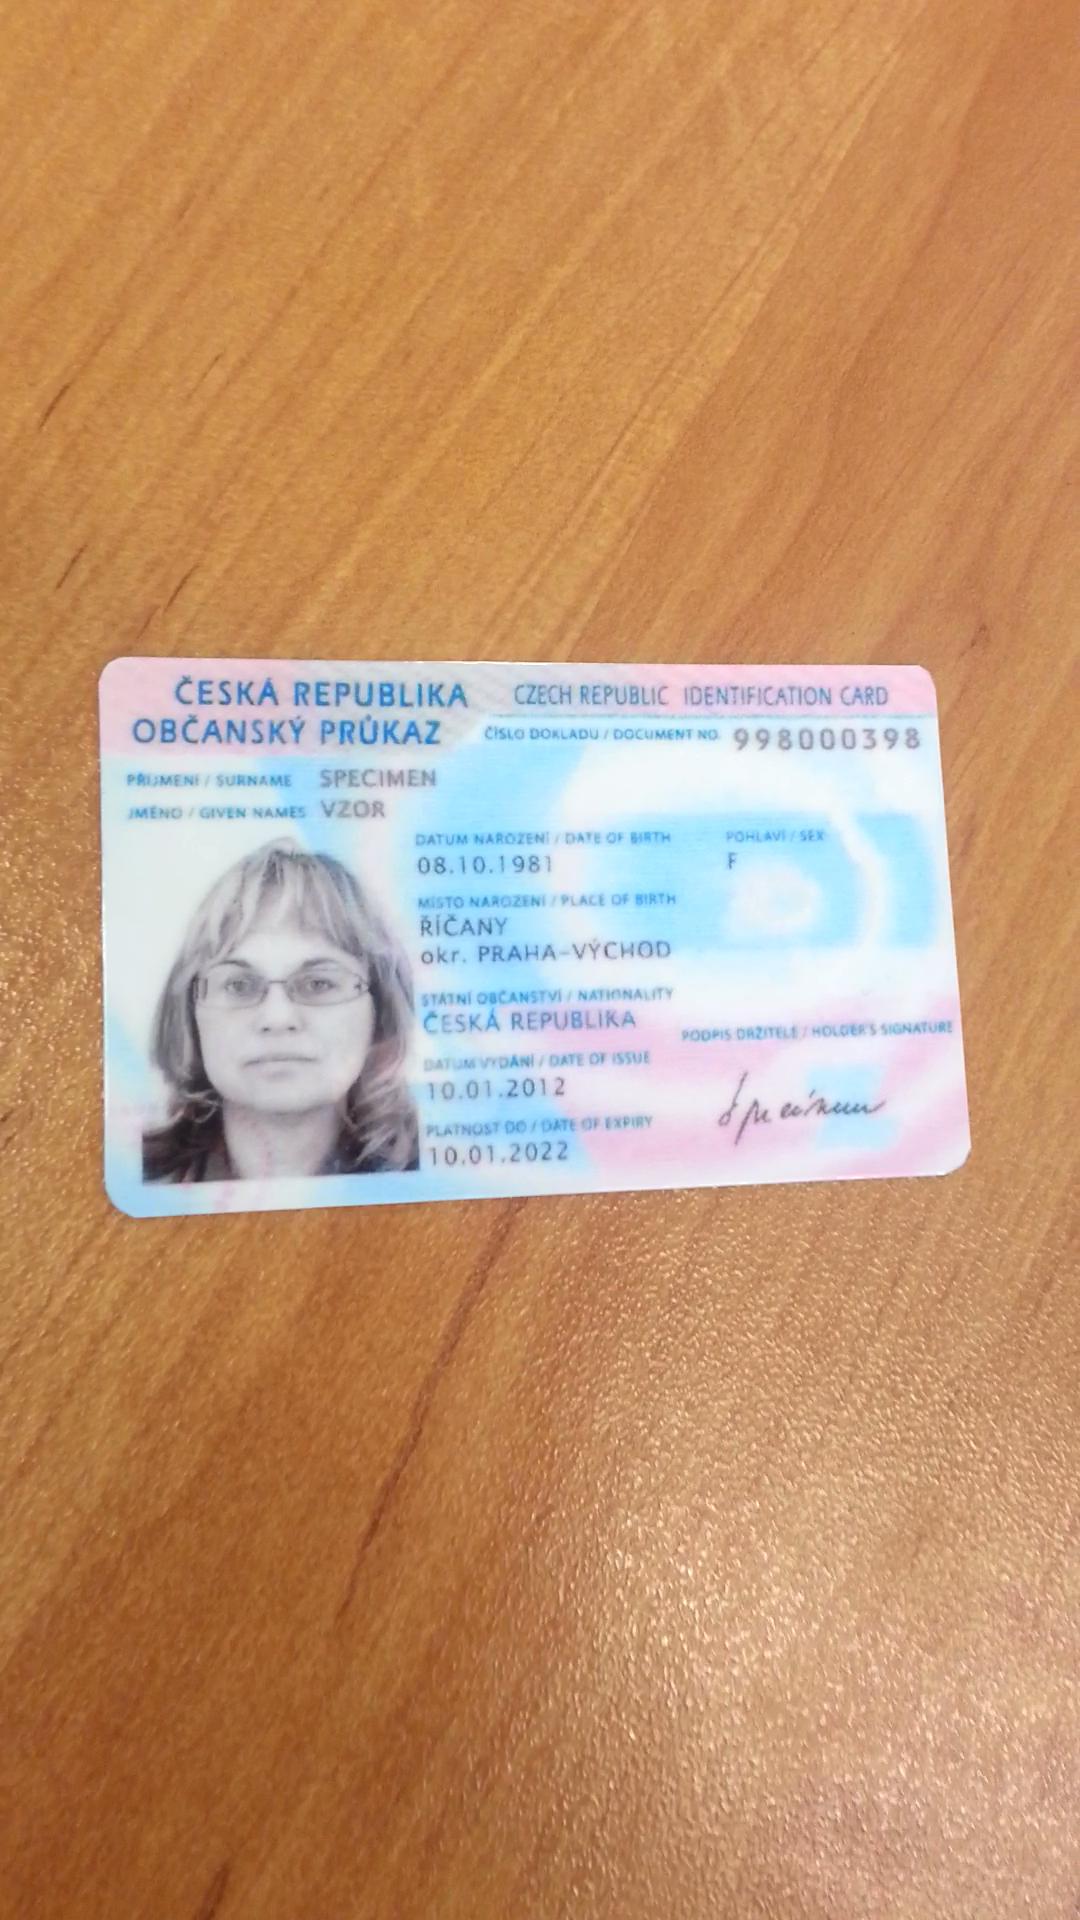 ČESKÁ REPUBLIKA CZECH REPUBLIC IDENTIFICATION CARD
OBČANSKÝ PRŮKAZ ČÍSLO DOKLADU / DOCUMENT NO. 998000398
PŘÍJMENÍ / SURNAME SPECIMEN
JMÉNO / GIVEN NAMES VZOR
DATUM NAROZENÍ / DATE OF BIRTH POHLAVÍ / SEX
08.10.1981 F
MÍSTO NAROZENÍ / PLACE OF BIRTH
ŘÍČANY
okr. PRAHA-VÝCHOD
STÁTNÍ OBČANSTVÍ / NATIONALITY
ČESKÁ REPUBLIKA
PODPIS DRŽITELE / HOLDER'S SIGNATURE
DATUM VYDÁNÍ / DATE OF ISSUE
10.01.2012
Specimen
PLATNOST DO / DATE OF EXPIRY
10.01.2022